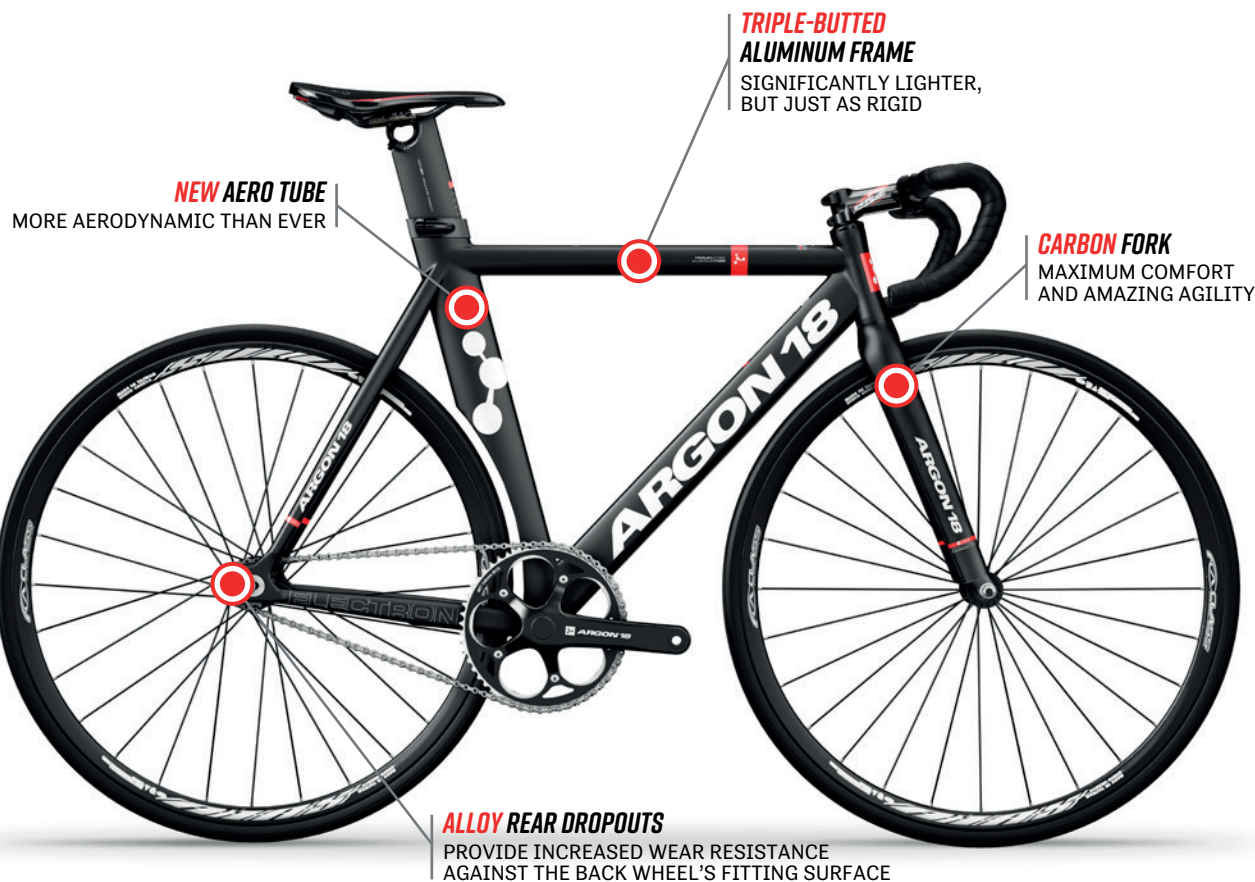 TRIPLE-BUTTED
ALUMINUM FRAME
SIGNIFICANTLY LIGHTER,
BUT JUST AS RIGID
NEW AERO TUBE
MORE AERODYNAMIC THAN EVER
CARBON FORK
MAXIMUM COMFORT
AND AMAZING AGILITY
ARGON 18
ARGON 18
ARGON 18
ELECTRON
ARGON 18
ALLOY REAR DROPOUTS
PROVIDE INCREASED WEAR RESISTANCE
AGAINST THE BACK WHEEL'S FITTING SURFACE